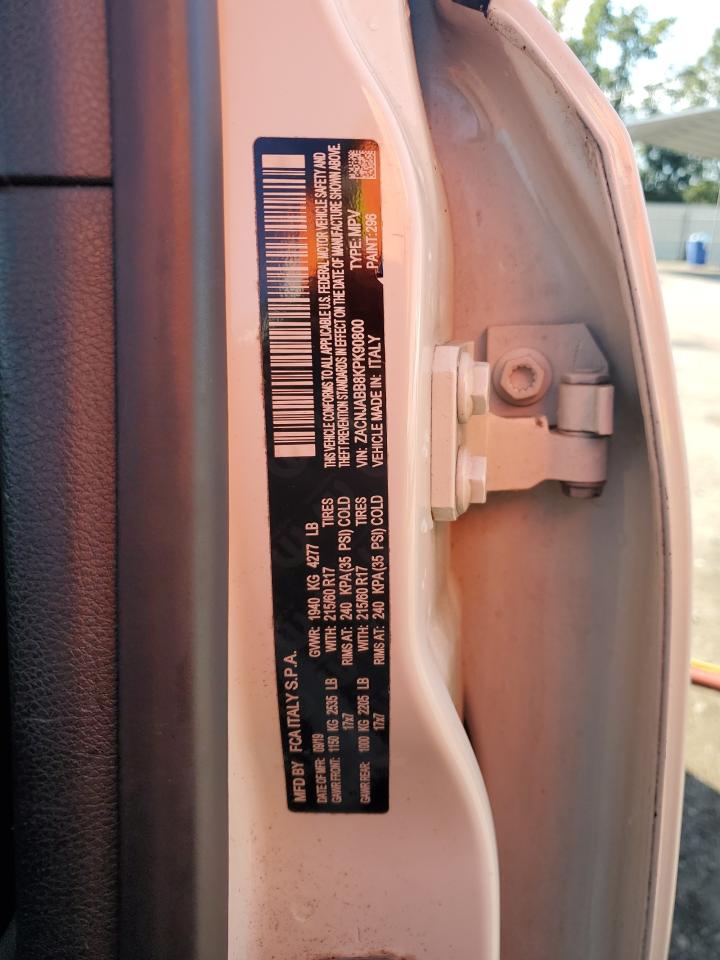 MFD BY FCA ITALY S.P.A.
DATE OF MFR: 09/19 GVWR: 1940 KG 4277 LB
GAWR FRONT: 1150 KG 2535 LB WITH: 215/60 R17 TIRES
17x7 RIMS AT: 240 KPA(35 PSI) COLD
GAWR REAR: 1000 KG 2205 LB WITH: 215/60 R17 TIRES
17x7 RIMS AT: 240 KPA(35 PSI) COLD
THIS VEHICLE CONFORMS TO ALL APPLICABLE U.S. FEDERAL MOTOR VEHICLE SAFETY AND
THEFT PREVENTION STANDARDS IN EFFECT ON THE DATE OF MANUFACTURE SHOWN ABOVE.
VIN: ZACNJABB8KPK90800 TYPE: MPV
VEHICLE MADE IN: ITALY PAINT: 296